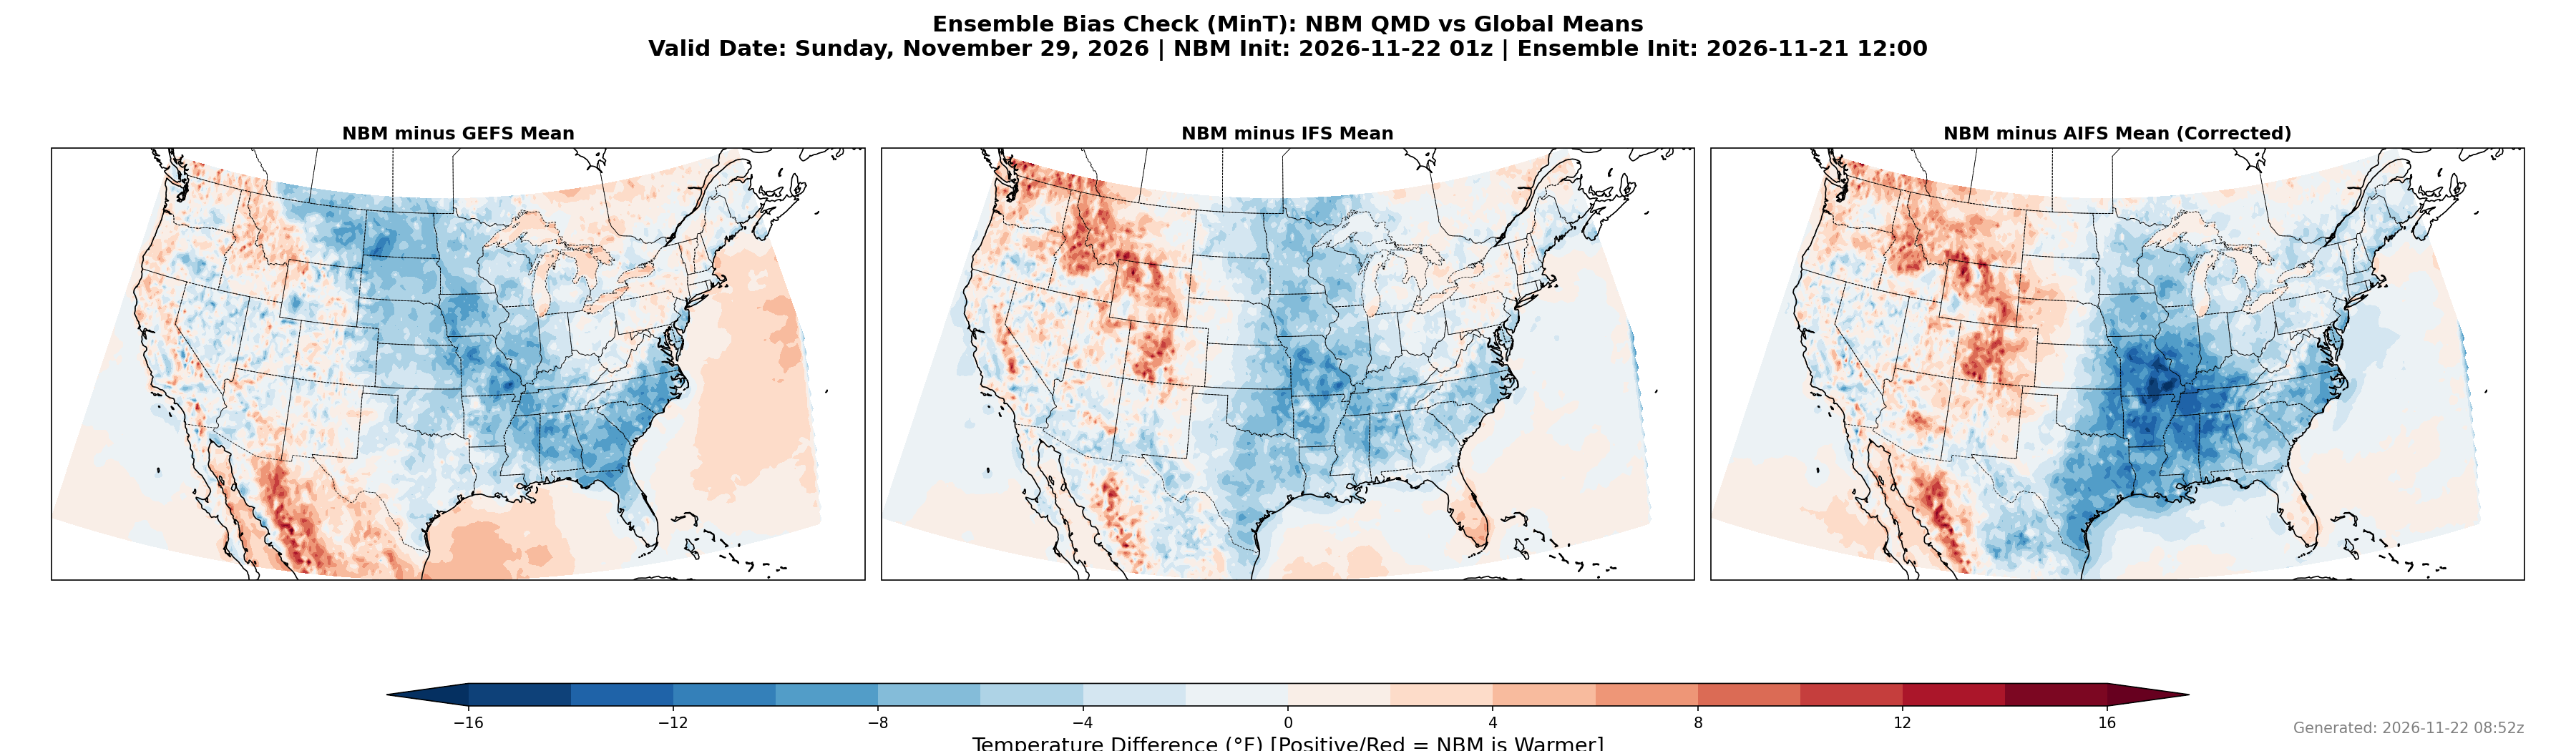 Ensemble Bias Check (MinT): NBM QMD vs Global Means
Valid Date: Sunday, November 29, 2026 | NBM Init: 2026-11-22 01z | Ensemble Init: 2026-11-21 12:00
NBM minus GEFS Mean
NBM minus IFS Mean
NBM minus AIFS Mean (Corrected)
−16 −12 −8 −4 0 4 8 12 16
Temperature Difference (°F) [Positive/Red = NBM is Warmer]
Generated: 2026-11-22 08:52z